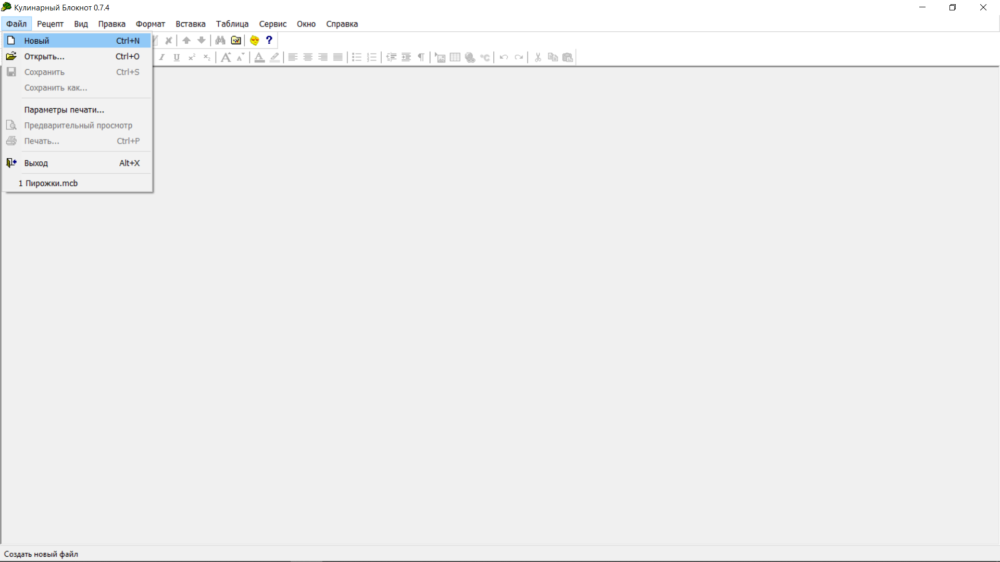 Кулинарный Блокнот 0.7.4
Файл Рецепт Вид Правка Формат Вставка Таблица Сервис Окно Справка
Новый Ctrl+N
Открыть... Ctrl+O
Сохранить Ctrl+S
Сохранить как...
Параметры печати...
Предварительный просмотр
Печать... Ctrl+P
Выход Alt+X
1 Пирожки.mcb
Создать новый файл